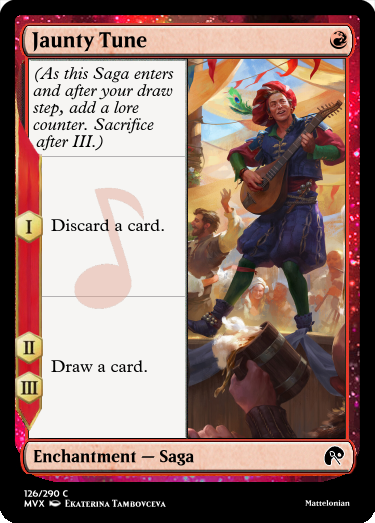 Jaunty Tune
(As this Saga enters
and after your draw
step, add a lore
counter. Sacrifice
after III.)
I
Discard a card.
II
III
Draw a card.
Enchantment — Saga
126/290 C
MVX Ekaterina Tambovceva
Mattelonian